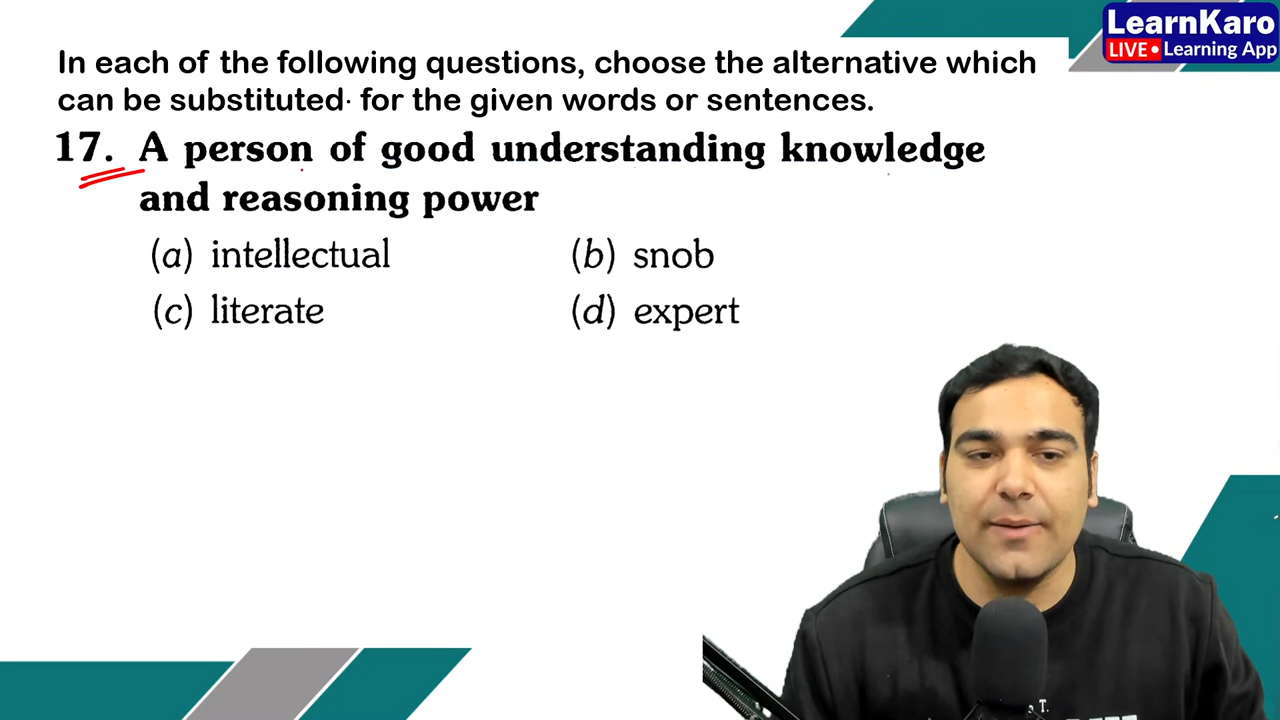 LearnKaro
LIVE • Learning App
In each of the following questions, choose the alternative which
can be substituted· for the given words or sentences.
17. A person of good understanding knowledge
and reasoning power
(a) intellectual (b) snob
(c) literate (d) expert